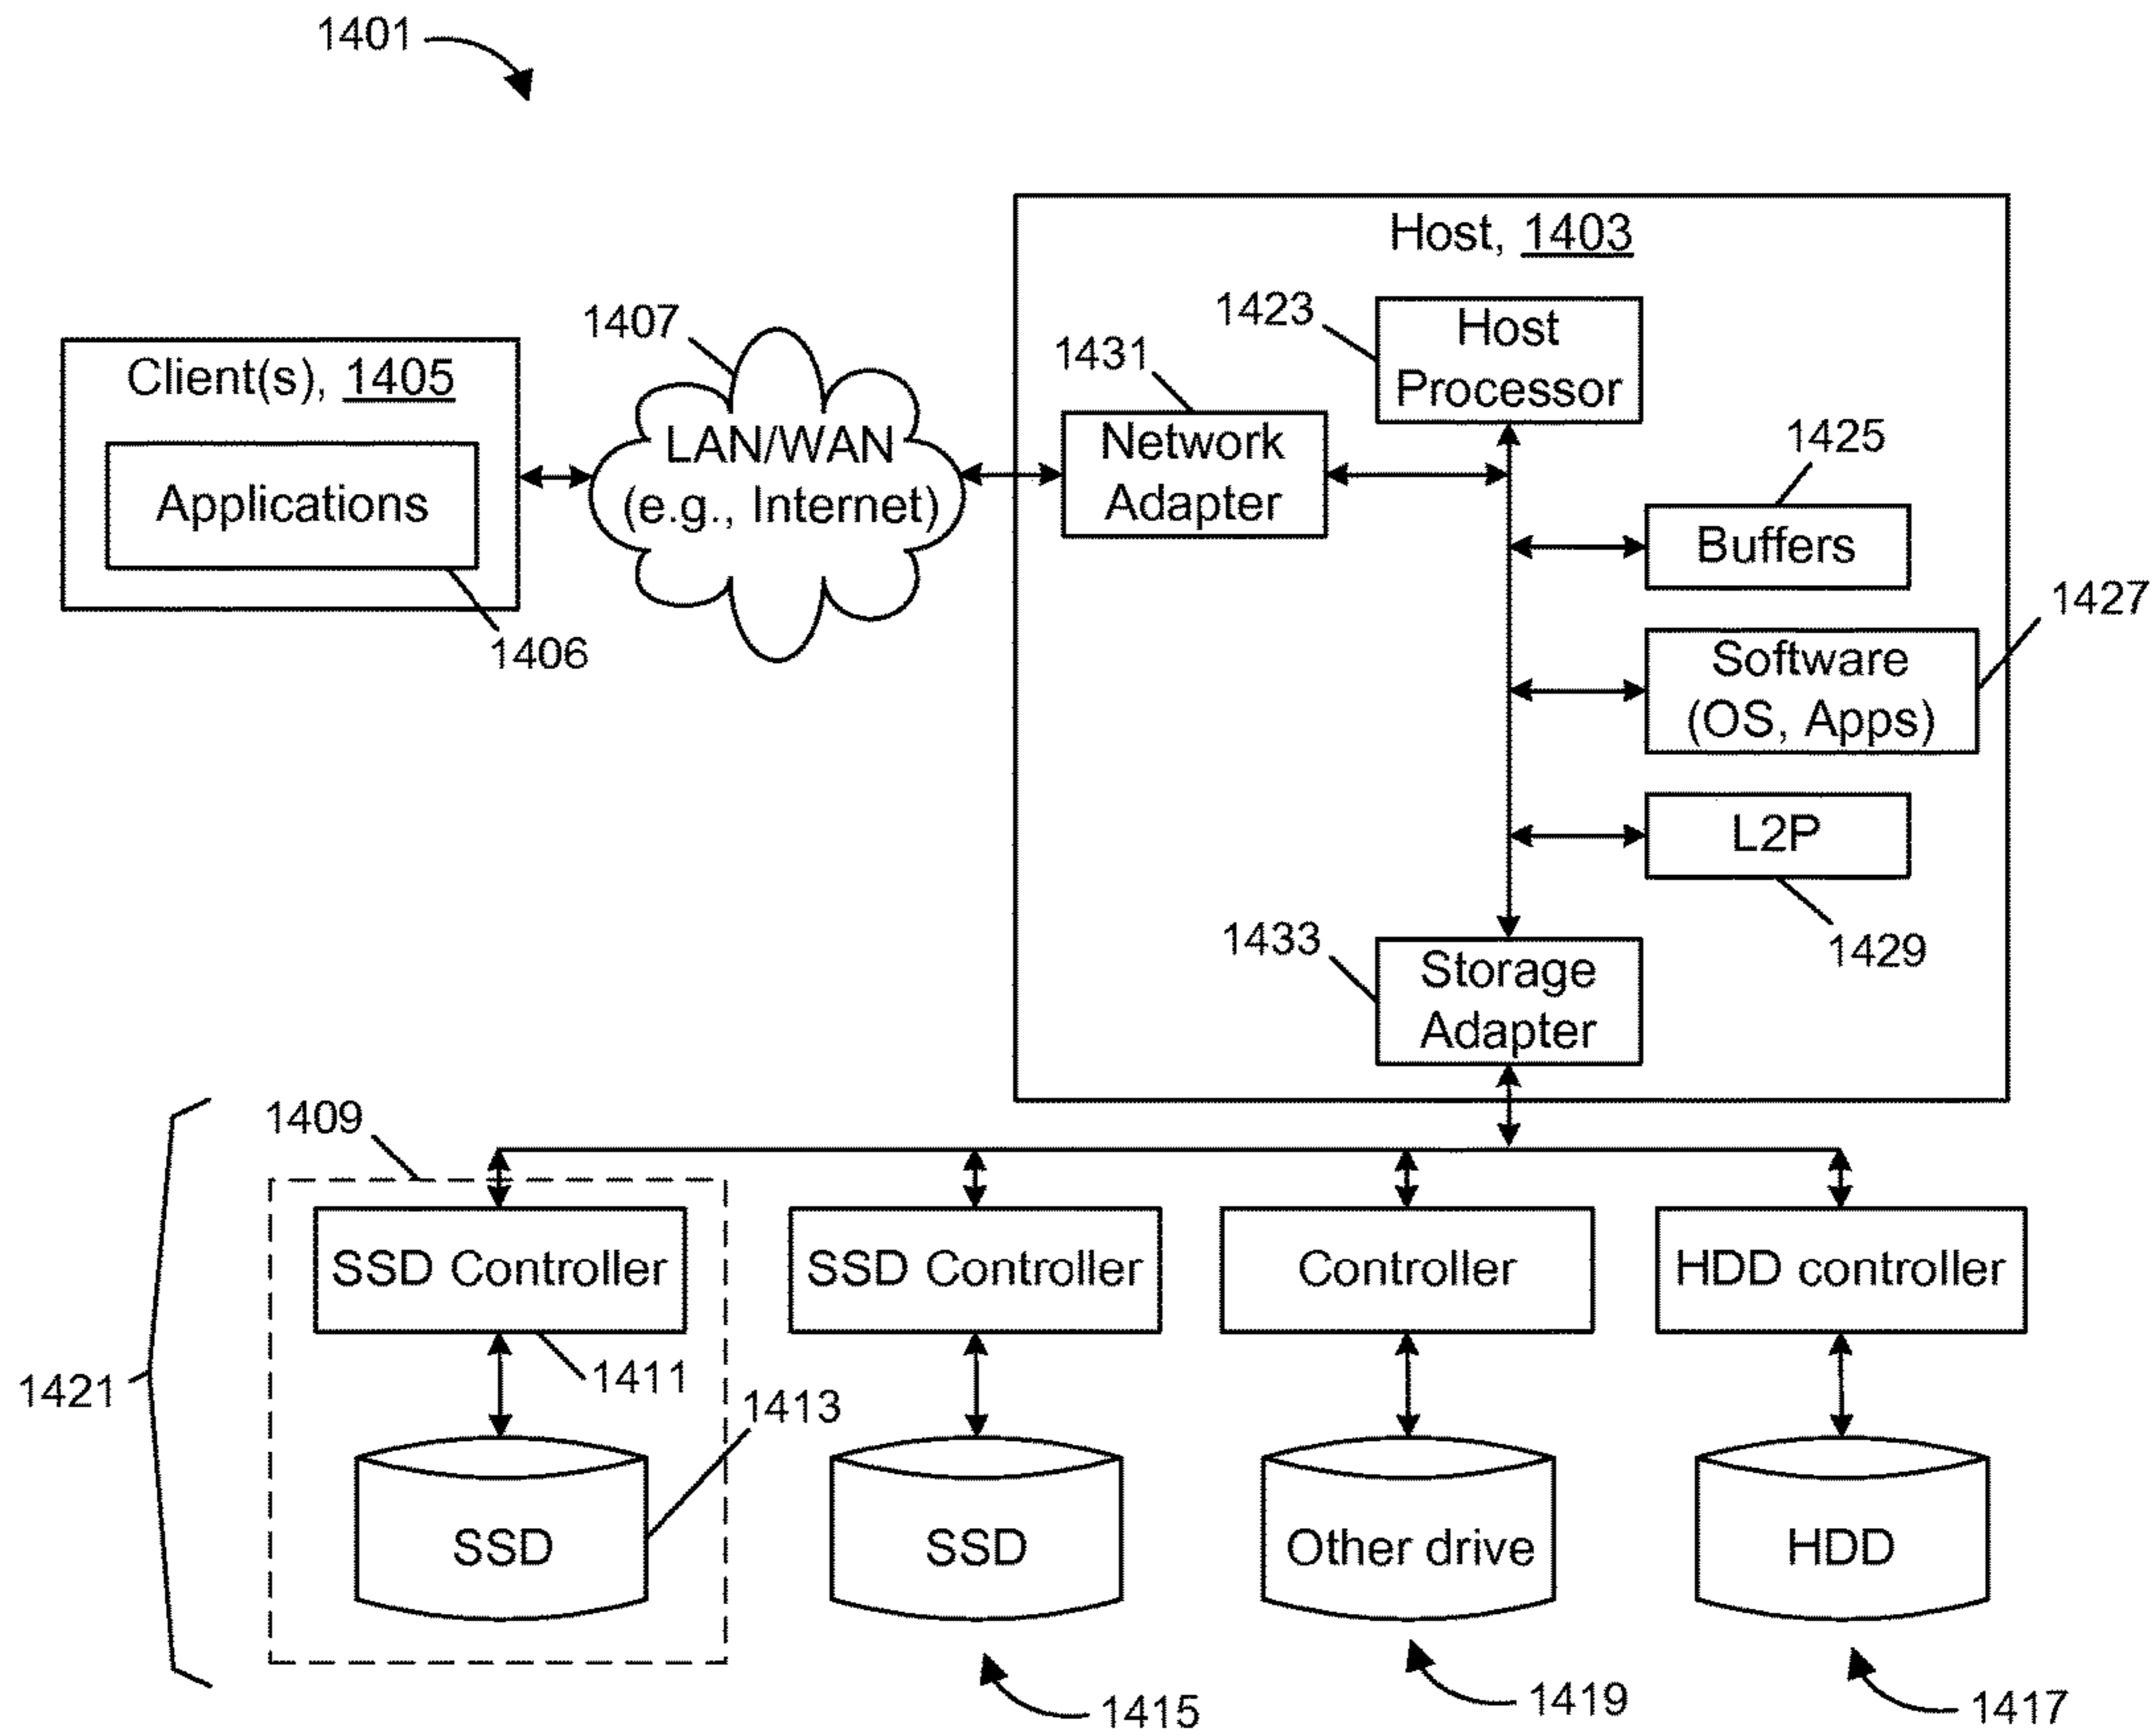 1401
Host, 1403
1423
Host
Processor
1407
1431
Client(s), 1405
Applications
1406
LAN/WAN
(e.g., Internet)
Network
Adapter
1425
Buffers
1427
Software
(OS, Apps)
L2P
1429
1433
Storage
Adapter
1409
SSD Controller
SSD Controller
Controller
HDD controller
1411
1421
1413
SSD
SSD
Other drive
HDD
1415
1419
1417